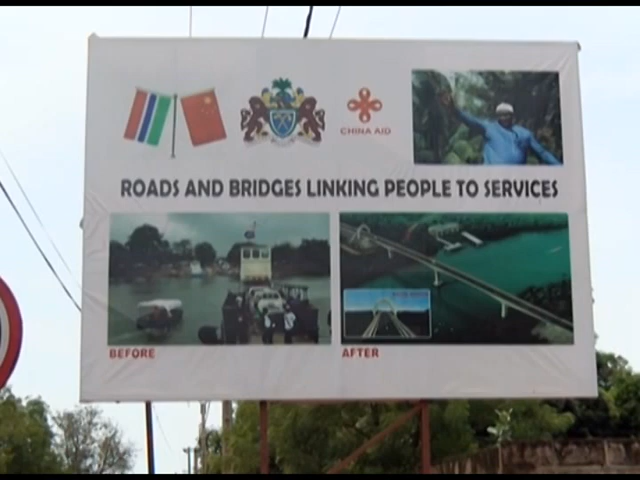 CHINA AID
ROADS AND BRIDGES LINKING PEOPLE TO SERVICES
BEFORE
AFTER